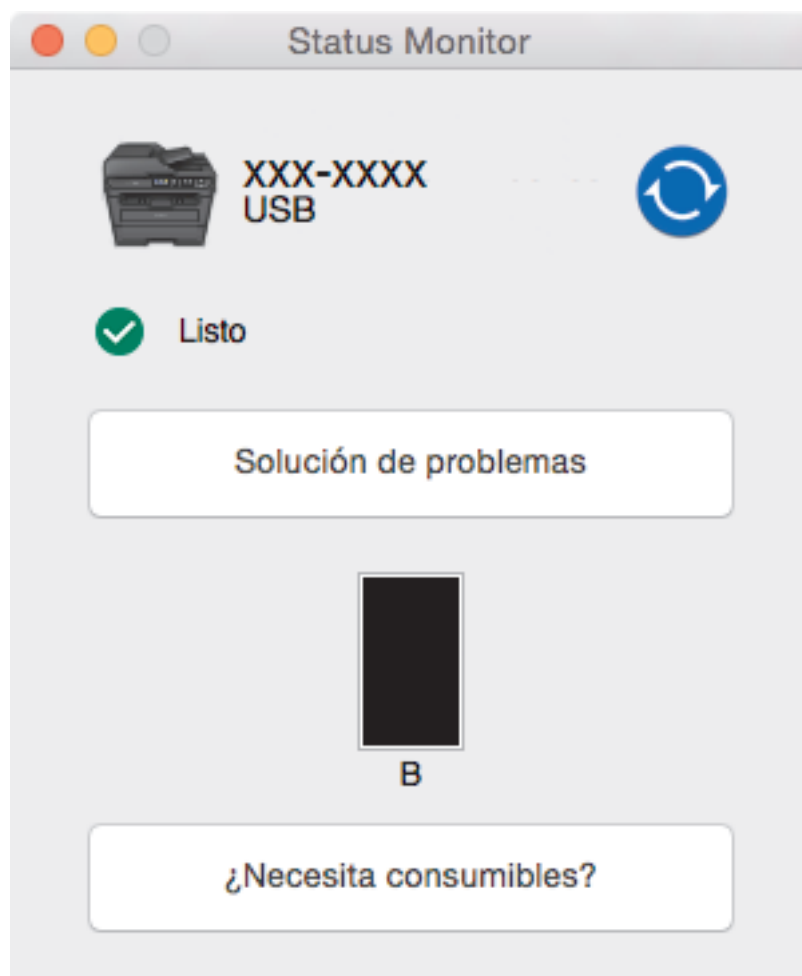 Status Monitor
XXX-XXXX
USB
Listo
Solución de problemas
B
¿Necesita consumibles?